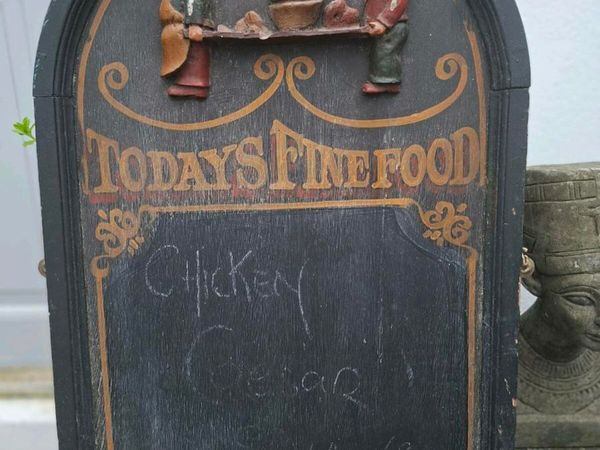 TODAYS FINE FOOD
CHICKEN
CaesaR